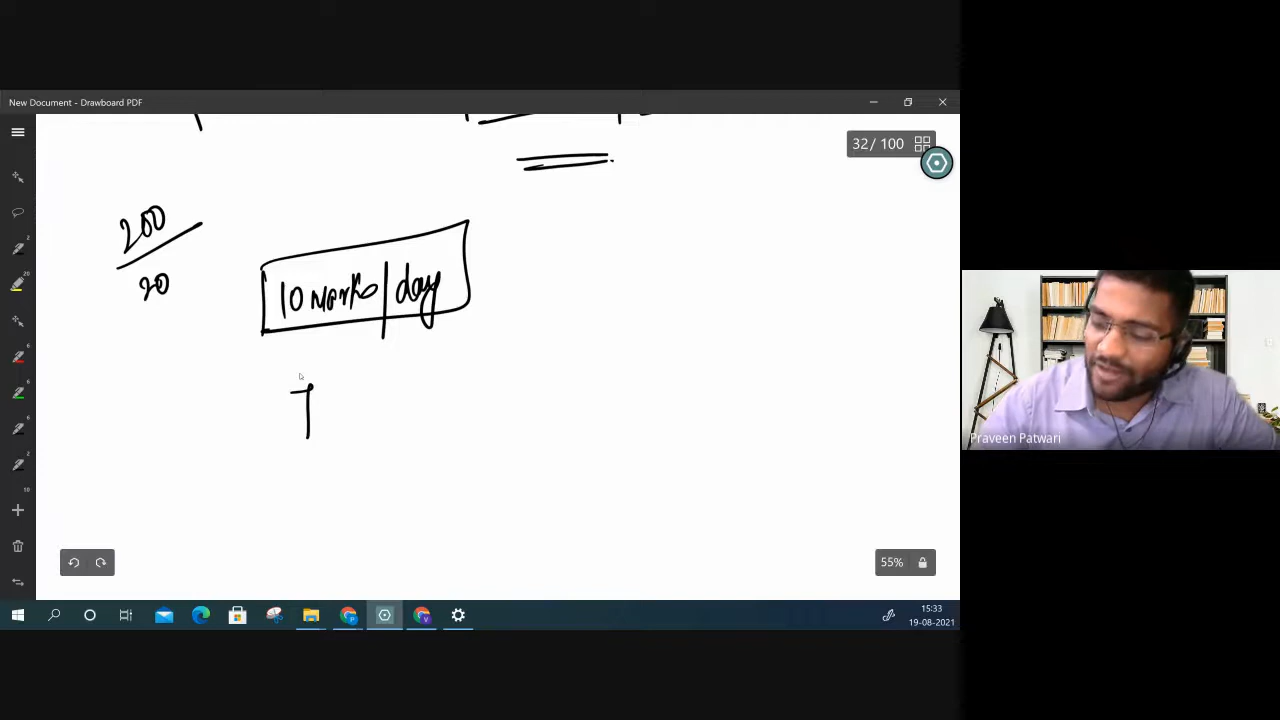 New Document - Drawboard PDF
32/ 100
200
20
10 marks | day
T
Praveen Patwari
55%
15:33
19-08-2021